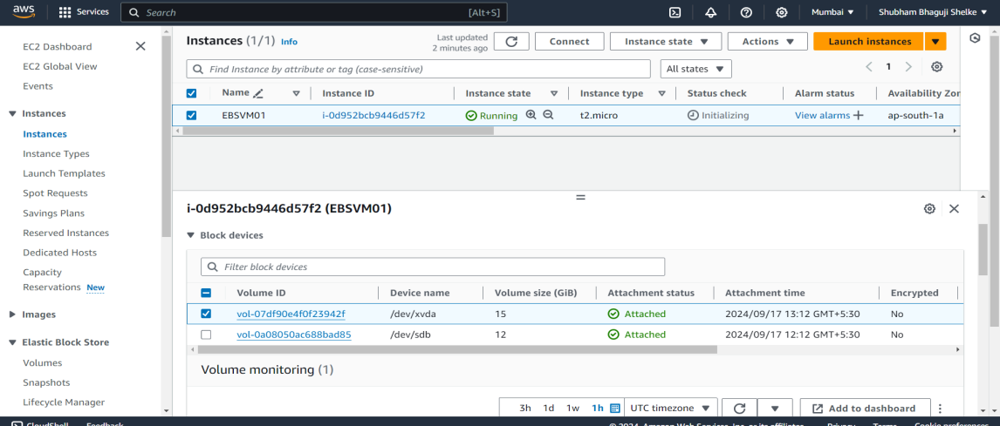 aws
Services
Search
[Alt+S]
Mumbai
Shubham Bhaguji Shelke
EC2 Dashboard
EC2 Global View
Events
Instances
Instances
Instance Types
Launch Templates
Spot Requests
Savings Plans
Reserved Instances
Dedicated Hosts
Capacity
Reservations New
Images
Elastic Block Store
Volumes
Snapshots
Lifecycle Manager
Instances (1/1) Info
Last updated
2 minutes ago
Connect
Instance state
Actions
Launch instances
Find Instance by attribute or tag (case-sensitive)
All states
1
Name Instance ID Instance state Instance type Status check Alarm status Availability Zon
EBSVM01 i-0d952bcb9446d57f2 Running t2.micro Initializing View alarms + ap-south-1a
i-0d952bcb9446d57f2 (EBSVM01)
Block devices
Filter block devices
Volume ID Device name Volume size (GiB) Attachment status Attachment time Encrypted
vol-07df90e4f0f23942f /dev/xvda 15 Attached 2024/09/17 13:12 GMT+5:30 No
vol-0a08050ac688bad85 /dev/sdb 12 Attached 2024/09/17 12:12 GMT+5:30 No
Volume monitoring (1)
3h 1d 1w 1h UTC timezone Add to dashboard
CloudShell Feedback © 2024, Amazon Web Services, Inc. or its affiliates. Privacy Terms Cookie preferences